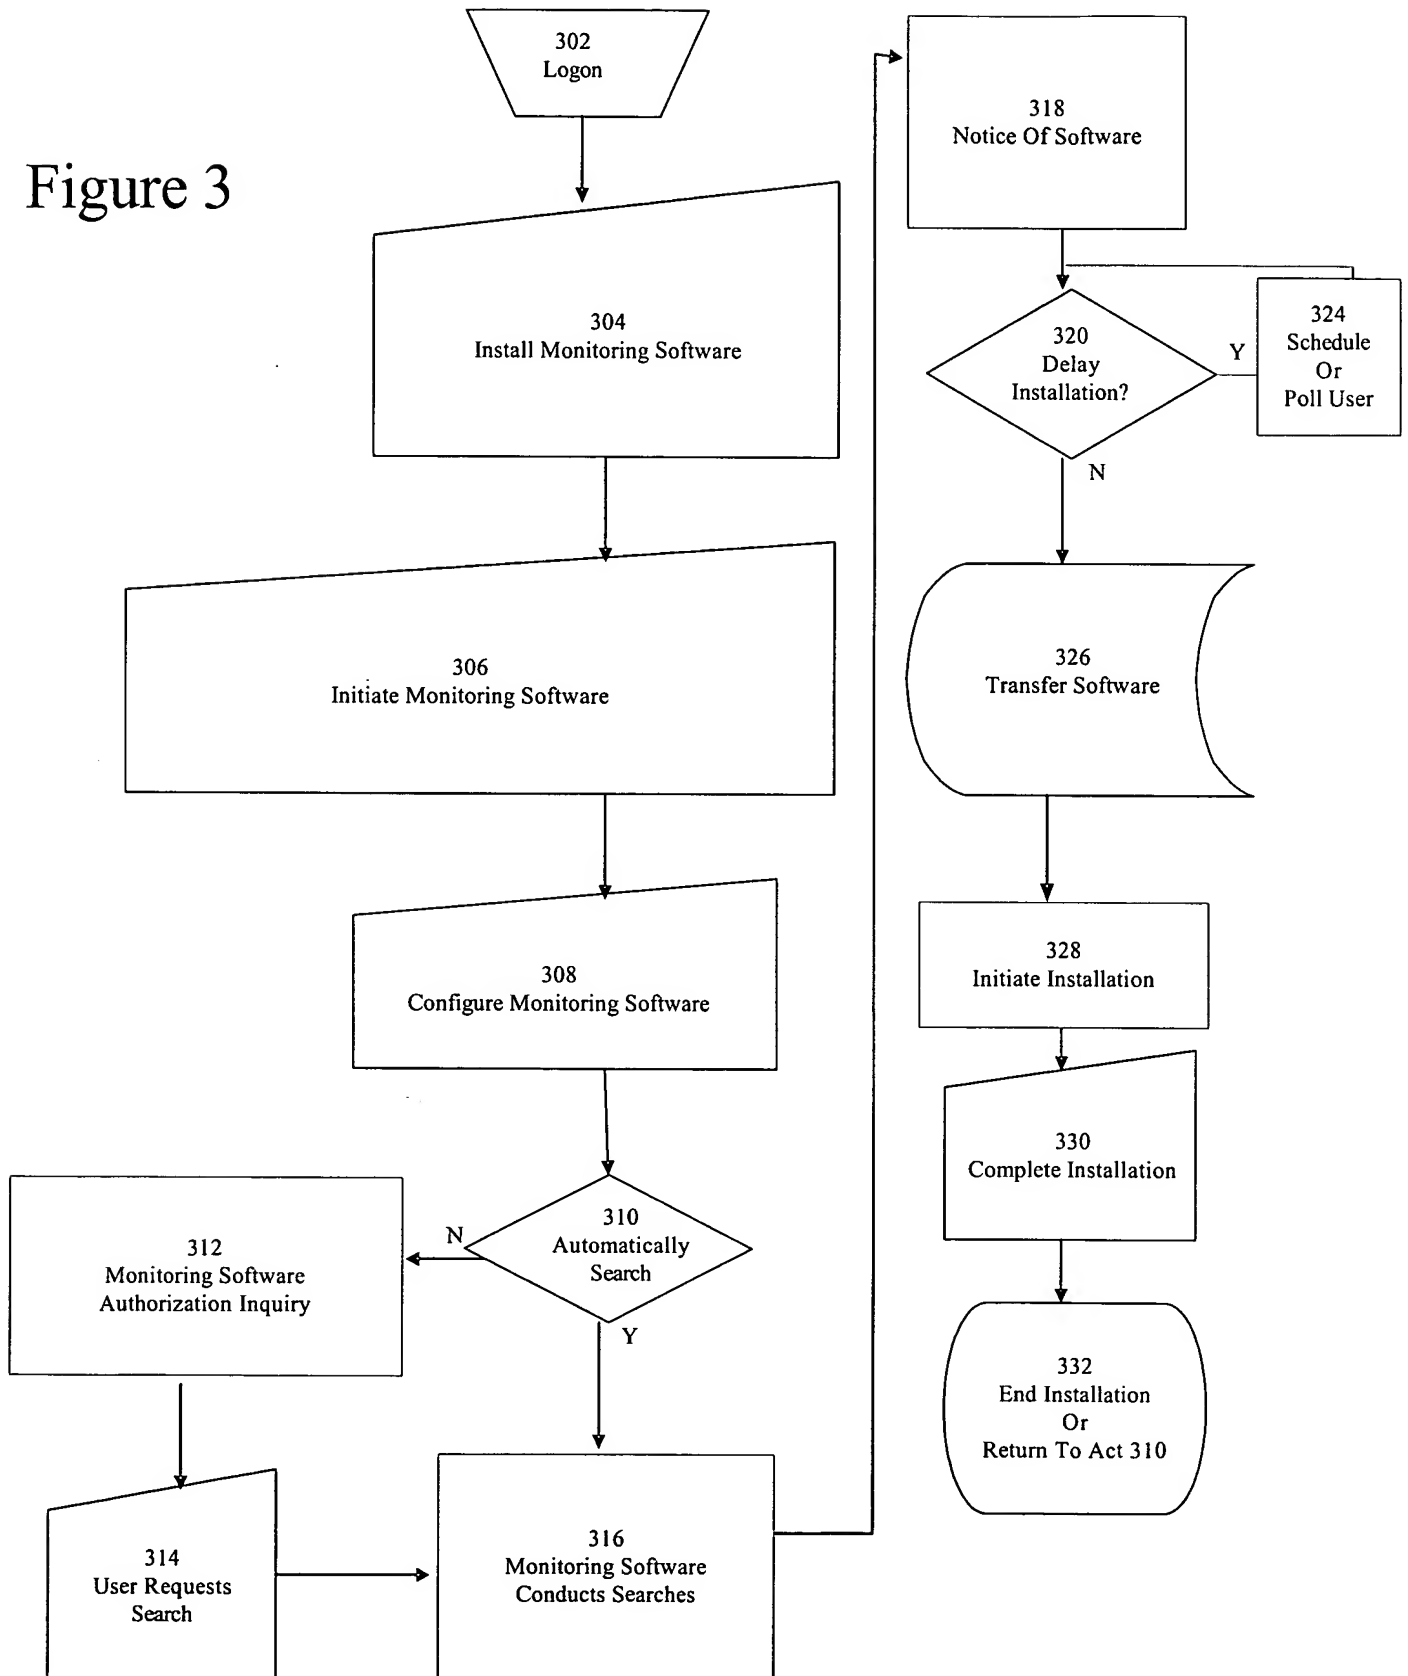 Figure 3
302
Logon
304
Install Monitoring Software
306
Initiate Monitoring Software
308
Configure Monitoring Software
310
Automatically
Search
N
Y
312
Monitoring Software
Authorization Inquiry
314
User Requests
Search
316
Monitoring Software
Conducts Searches
318
Notice Of Software
320
Delay
Installation?
Y
N
324
Schedule
Or
Poll User
326
Transfer Software
328
Initiate Installation
330
Complete Installation
332
End Installation
Or
Return To Act 310